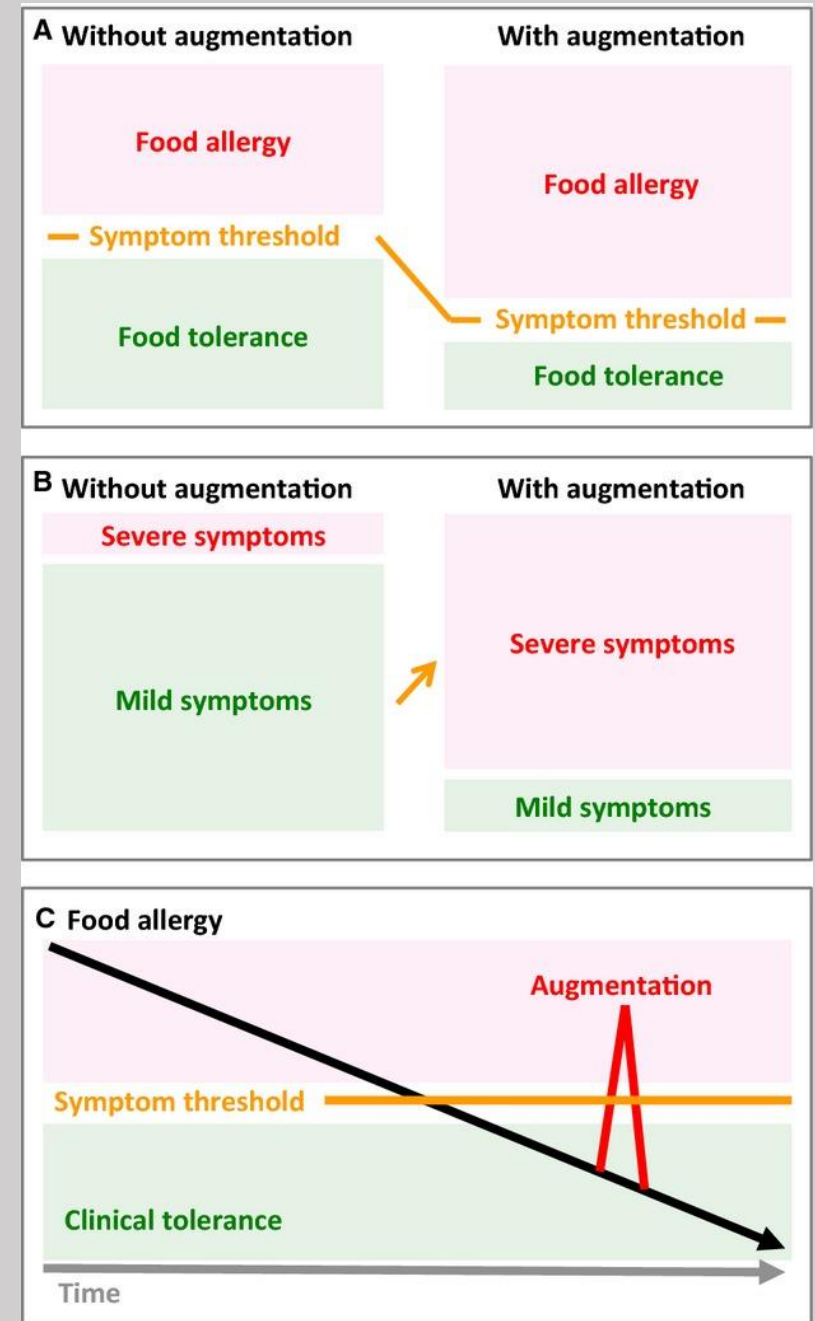 A Without augmentation
With augmentation
Food allergy
Food allergy
Symptom threshold
Symptom threshold
Food tolerance
Food tolerance
B Without augmentation
With augmentation
Severe symptoms
Severe symptoms
Mild symptoms
Mild symptoms
C Food allergy
Augmentation
Symptom threshold
Clinical tolerance
Time